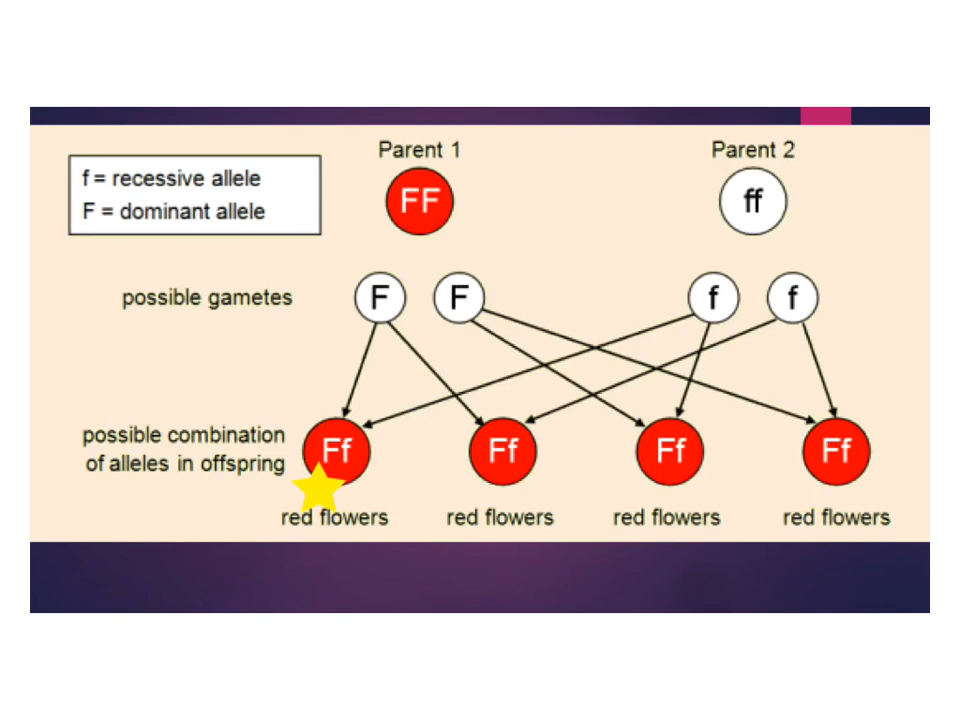 Parent 1
Parent 2
f = recessive allele
F = dominant allele
FF
ff
possible gametes
F
F
f
f
possible combination
of alleles in offspring
Ff
Ff
Ff
Ff
red flowers
red flowers
red flowers
red flowers